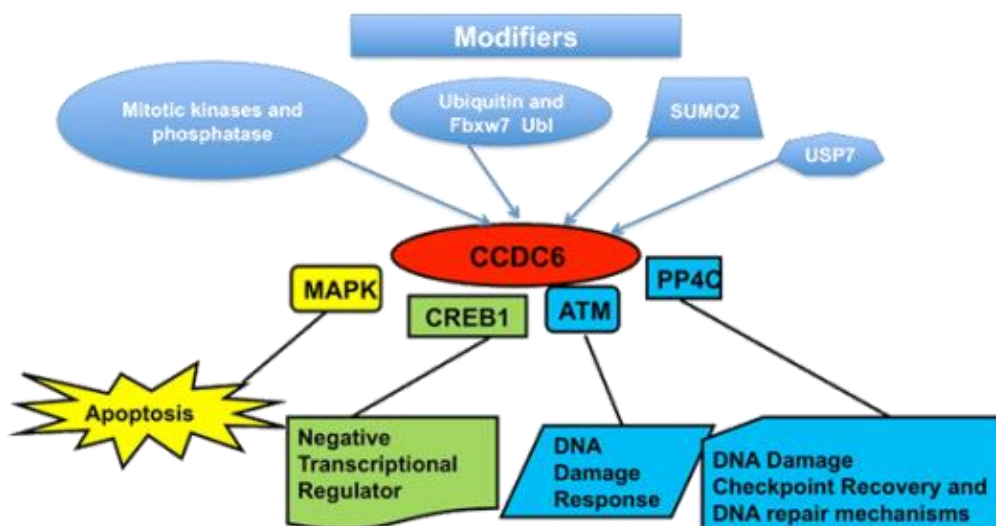 Modifiers
Mitotic kinases and
phosphatase
Ubiquitin and
Fbxw7 Ubl
SUMO2
USP7
CCDC6
MAPK
CREB1
ATM
PP4C
Apoptosis
Negative
Transcriptional
Regulator
DNA
Damage
Response
DNA Damage
Checkpoint Recovery and
DNA repair mechanisms